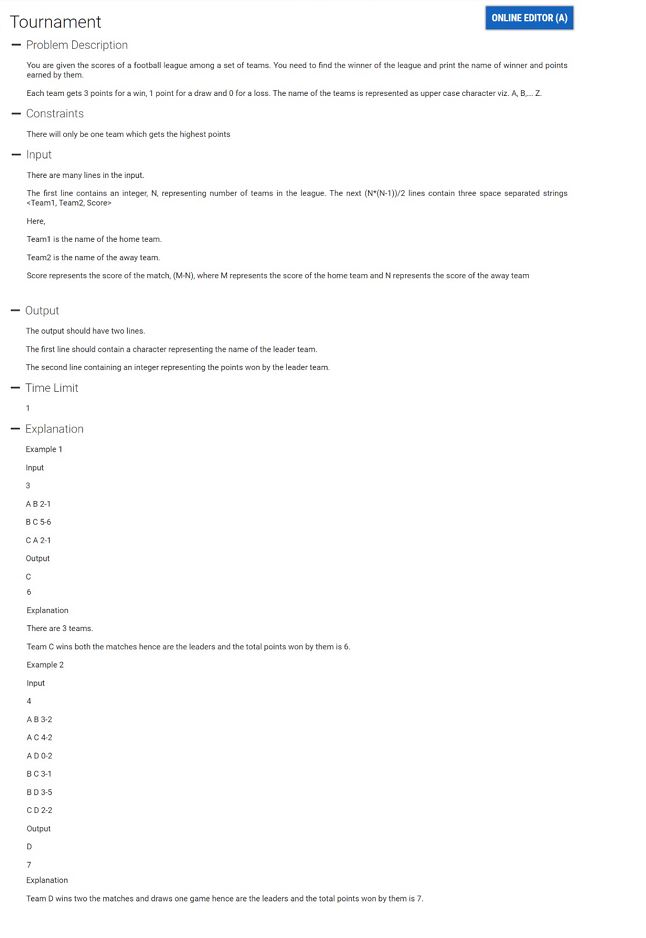 Tournament
ONLINE EDITOR (A)
Problem Description
You are given the scores of a football league among a set of teams. You need to find the winner of the league and print the name of winner and points
earned by them.
Each team gets 3 points for a win, 1 point for a draw and 0 for a loss. The name of the teams is represented as upper case character viz. A, B,... Z.
Constraints
There will only be one team which gets the highest points
Input
There are many lines in the input.
The first line contains an integer, N, representing number of teams in the league. The next (N*(N-1))/2 lines contain three space separated strings
<Team1, Team2, Score>
Here,
Team1 is the name of the home team.
Team2 is the name of the away team.
Score represents the score of the match, (M-N), where M represents the score of the home team and N represents the score of the away team
Output
The output should have two lines.
The first line should contain a character representing the name of the leader team.
The second line containing an integer representing the points won by the leader team.
Time Limit
1
Explanation
Example 1
Input
3
A B 2-1
B C 5-6
C A 2-1
Output
C
6
Explanation
There are 3 teams.
Team C wins both the matches hence are the leaders and the total points won by them is 6.
Example 2
Input
4
A B 3-2
A C 4-2
A D 0-2
B C 3-1
B D 3-5
C D 2-2
Output
D
7
Explanation
Team D wins two the matches and draws one game hence are the leaders and the total points won by them is 7.